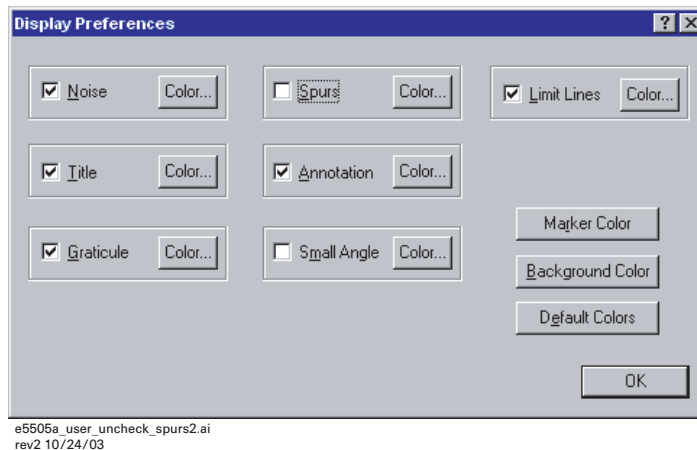 Display Preferences
Noise Color... Spurs Color... Limit Lines Color...
Title Color... Annotation Color...
Marker Color
Graticule Color... Small Angle Color...
Background Color
Default Colors
OK
e5505a_user_uncheck_spurs2.ai
rev2 10/24/03